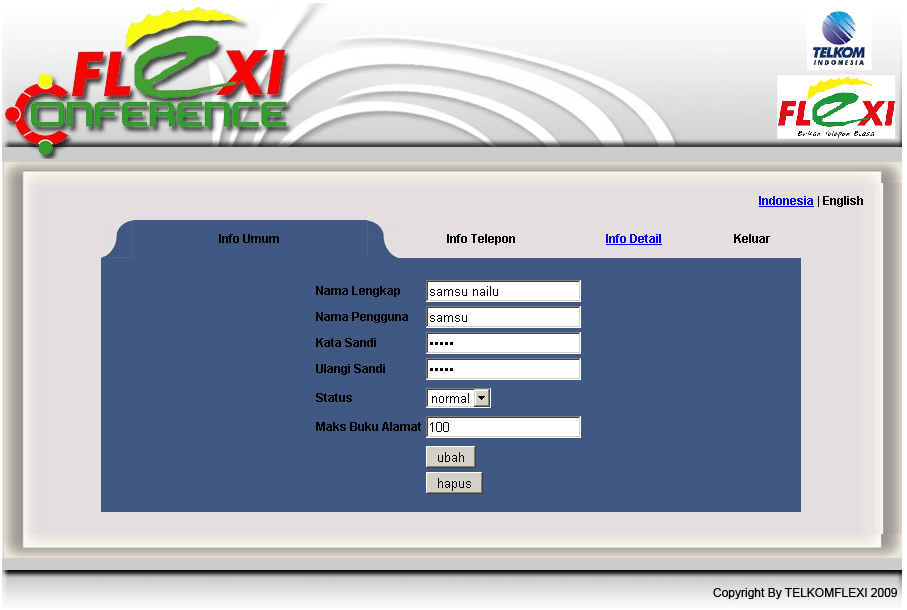 FLEXI
CONFERENCE
TELKOM
INDONESIA
FLEXI
Bukan Telepon Biasa
Indonesia | English
Info Umum Info Telepon Info Detail Keluar
Nama Lengkap samsu nailu
Nama Pengguna samsu
Kata Sandi •••••
Ulangi Sandi •••••
Status normal
Maks Buku Alamat 100
ubah
hapus
Copyright By TELKOMFLEXI 2009